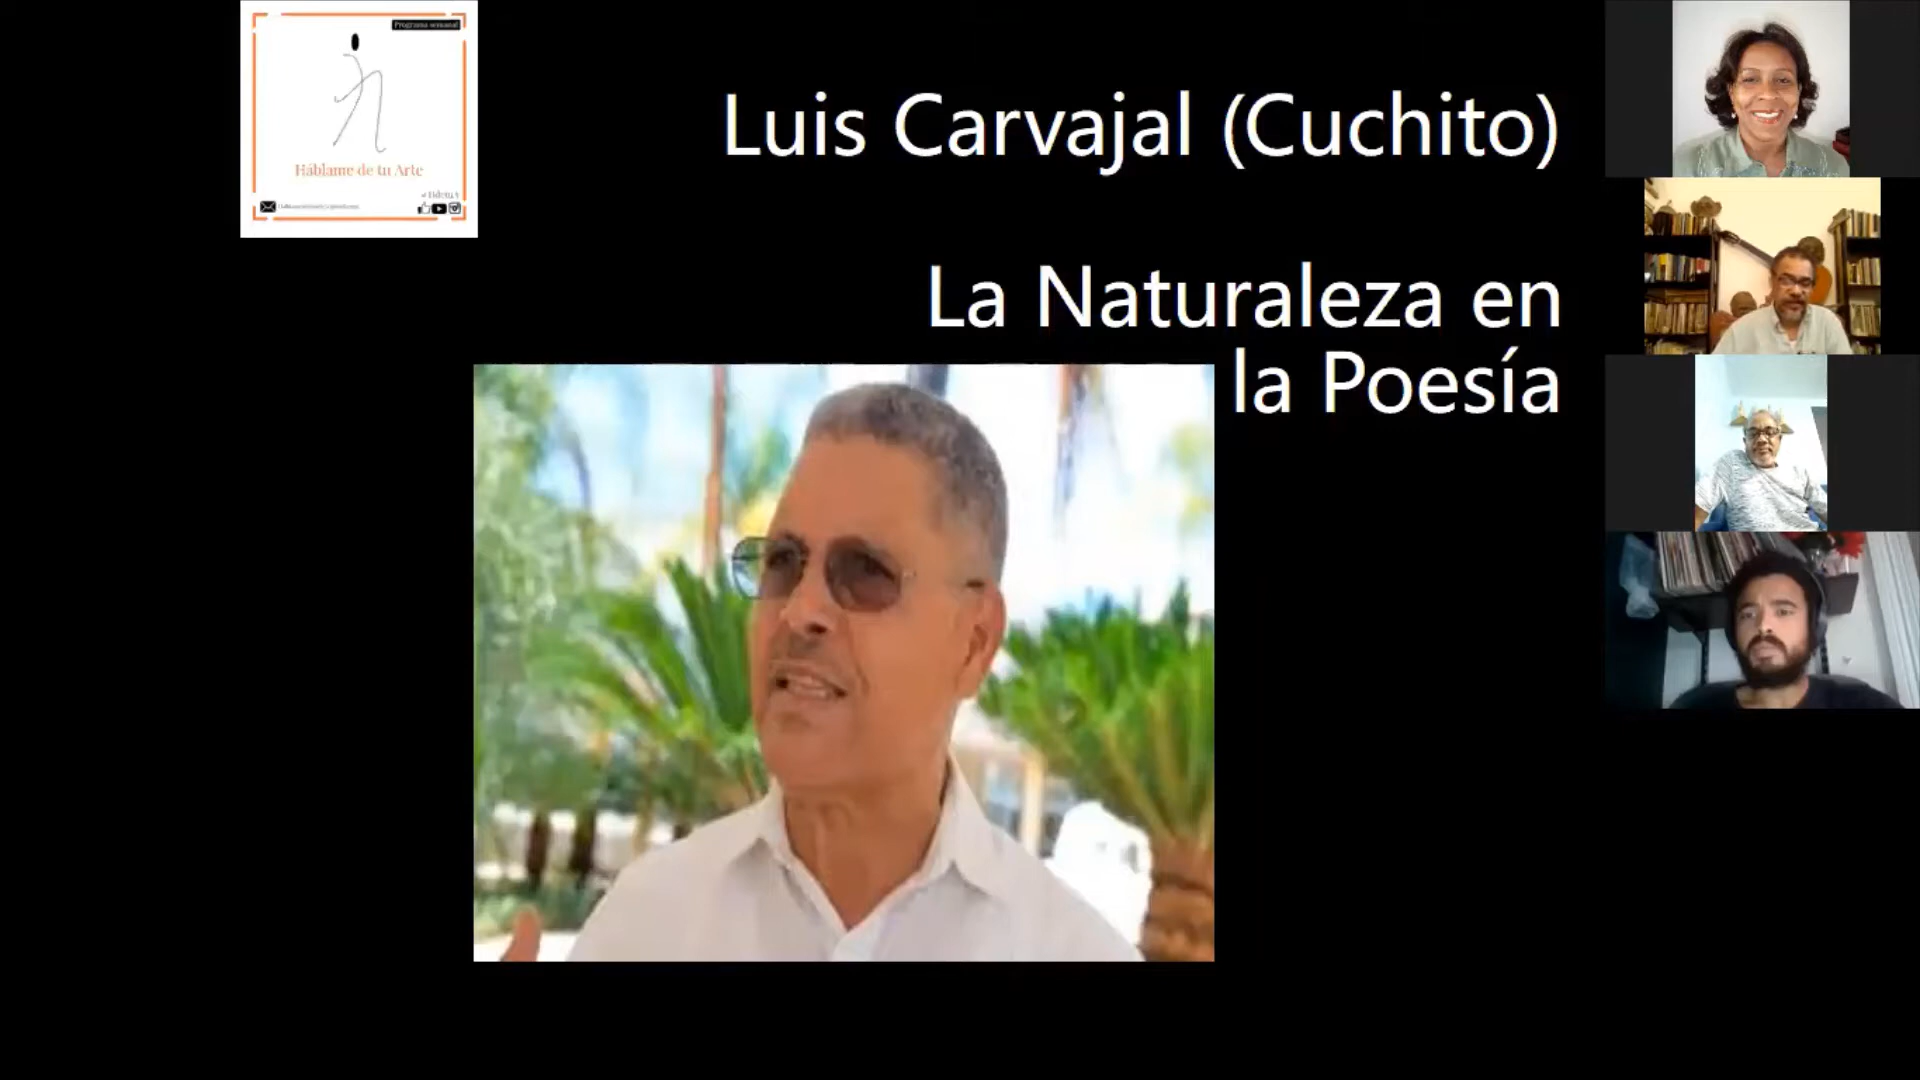 Programa semanal
Háblame de tu Arte
Luis Carvajal (Cuchito)
La Naturaleza en
la Poesía